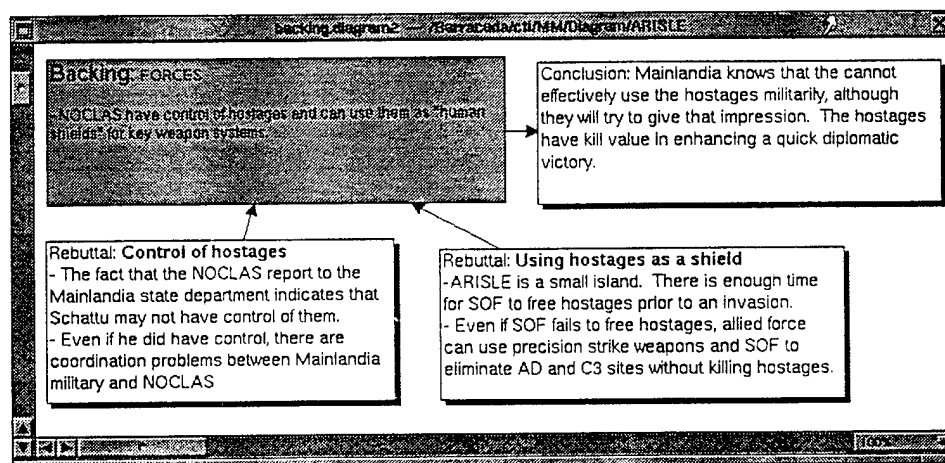 backing.diagram2 — /Barracada/ctl/MM/Diagram/ARISLE
Backing: FORCES
-NOCLAS have control of hostages and can use them as "human
shields" for key weapon systems.
Conclusion: Mainlandia knows that the cannot
effectively use the hostages militarily, although
they will try to give that impression. The hostages
have kill value in enhancing a quick diplomatic
victory.
Rebuttal: Control of hostages
- The fact that the NOCLAS report to the
Mainlandia state department indicates that
Schattu may not have control of them.
- Even if he did have control, there are
coordination problems between Mainlandia
military and NOCLAS
Rebuttal: Using hostages as a shield
-ARISLE is a small island. There is enough time
for SOF to free hostages prior to an invasion.
- Even if SOF fails to free hostages, allied force
can use precision strike weapons and SOF to
eliminate AD and C3 sites without killing hostages.
100%